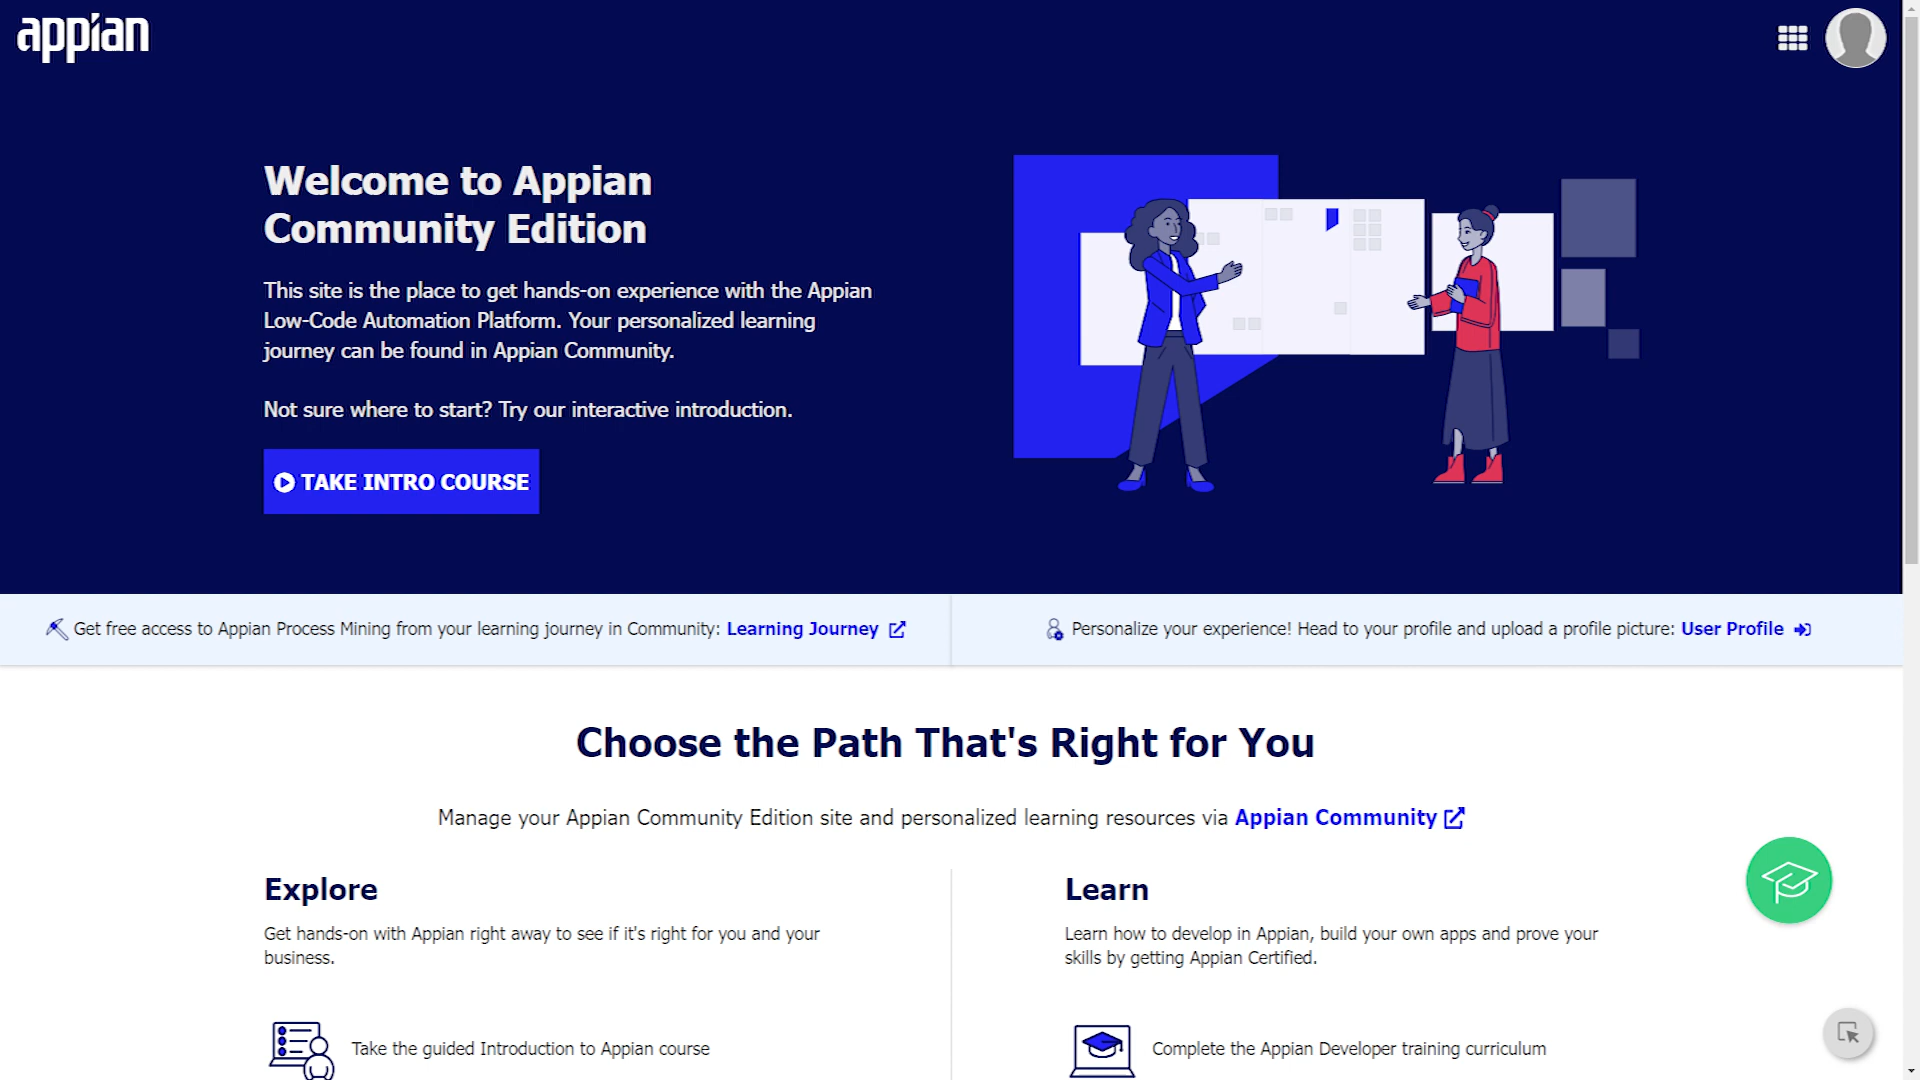 appian
Welcome to Appian
Community Edition
This site is the place to get hands-on experience with the Appian
Low-Code Automation Platform. Your personalized learning
journey can be found in Appian Community.
Not sure where to start? Try our interactive introduction.
TAKE INTRO COURSE
Get free access to Appian Process Mining from your learning journey in Community: Learning Journey
Personalize your experience! Head to your profile and upload a profile picture: User Profile
Choose the Path That's Right for You
Manage your Appian Community Edition site and personalized learning resources via Appian Community
Explore
Get hands-on with Appian right away to see if it's right for you and your
business.
Take the guided Introduction to Appian course
Learn
Learn how to develop in Appian, build your own apps and prove your
skills by getting Appian Certified.
Complete the Appian Developer training curriculum